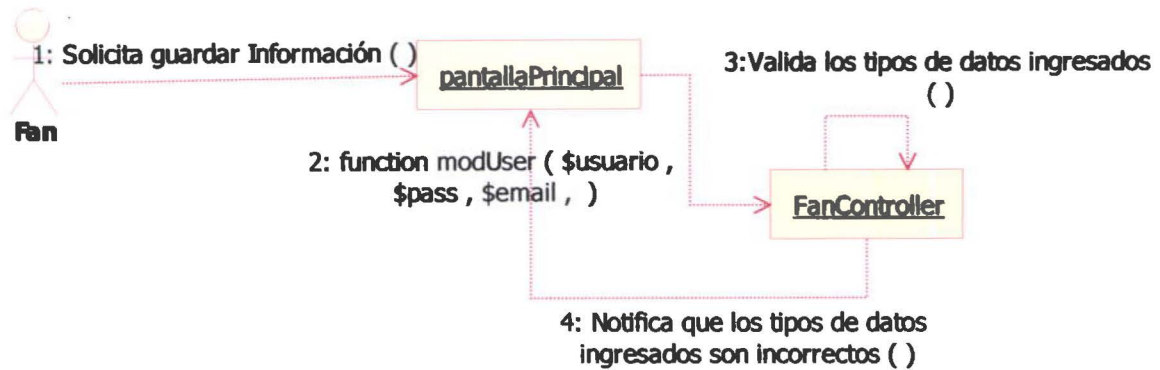 1: Solicita guardar Información ( )
pantallaPrincipal
3:Valida los tipos de datos ingresados
( )
Fan
2: function modUser ( $usuario ,
$pass , $email , )
FanController
4: Notifica que los tipos de datos
ingresados son incorrectos ( )